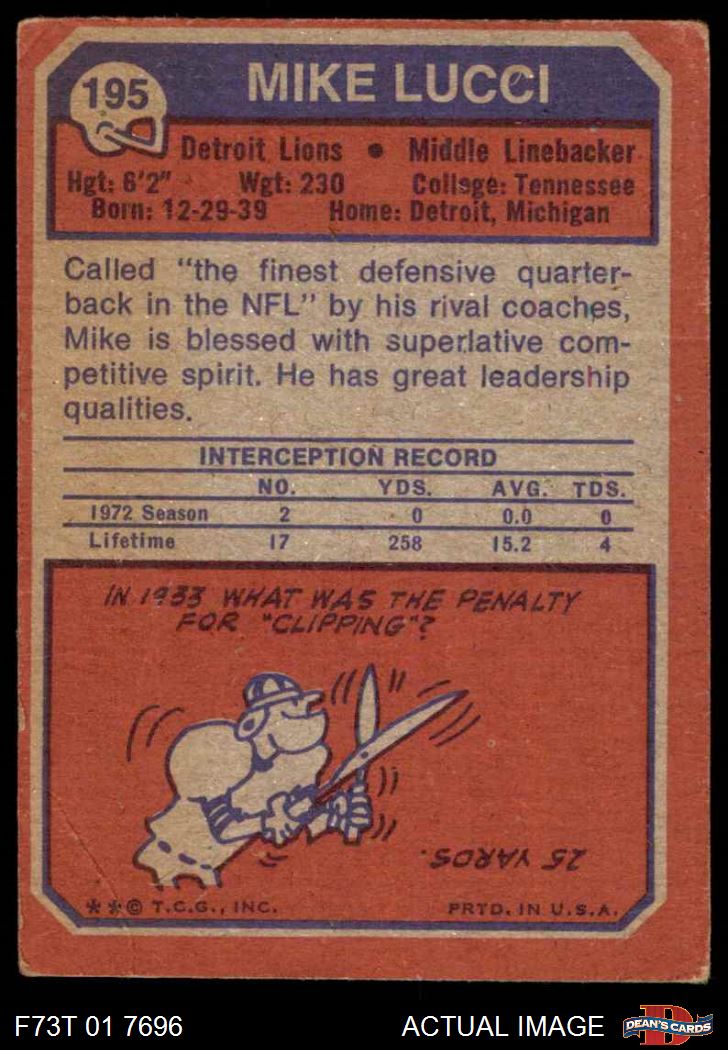 195
MIKE LUCCI
Detroit Lions • Middle Linebacker
Hgt: 6'2" Wgt: 230 College: Tennessee
Born: 12-29-39 Home: Detroit, Michigan
Called "the finest defensive quarter-
back in the NFL" by his rival coaches,
Mike is blessed with superlative com-
petitive spirit. He has great leadership
qualities.
INTERCEPTION RECORD
NO. YDS. AVG. TDS.
1972 Season 2 0 0.0 0
Lifetime 17 258 15.2 4
IN 1933 WHAT WAS THE PENALTY
FOR "CLIPPING"?
25 YARDS.
**© T.C.G., INC. PRTD. IN U.S.A.
F73T 01 7696 ACTUAL IMAGE
D
DEAN'S CARDS